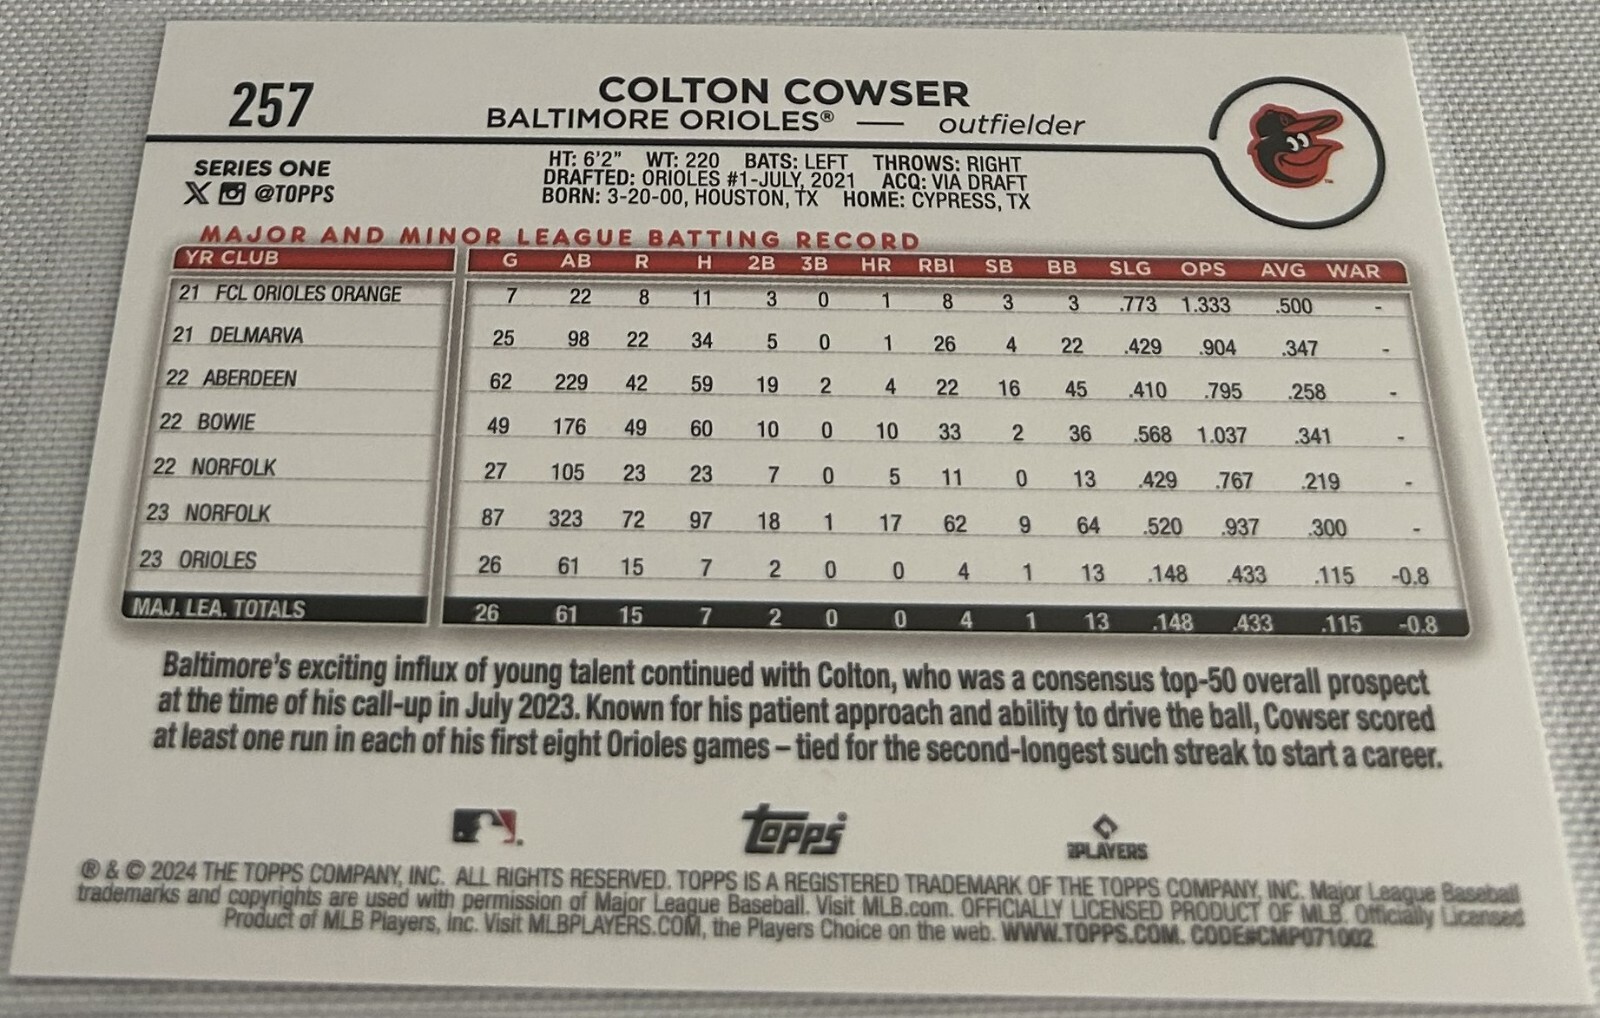 257
COLTON COWSER
BALTIMORE ORIOLES® — outfielder
SERIES ONE
X @TOPPS
HT: 6'2" WT: 220 BATS: LEFT THROWS: RIGHT
DRAFTED: ORIOLES #1-JULY, 2021 ACQ: VIA DRAFT
BORN: 3-20-00, HOUSTON, TX HOME: CYPRESS, TX
MAJOR AND MINOR LEAGUE BATTING RECORD
YR CLUB G AB R H 2B 3B HR RBI SB BB SLG OPS AVG WAR
21 FCL ORIOLES ORANGE 7 22 8 11 3 0 1 8 3 3 .773 1.333 .500 -
21 DELMARVA 25 98 22 34 5 0 1 26 4 22 .429 .904 .347 -
22 ABERDEEN 62 229 42 59 19 2 4 22 16 45 .410 .795 .258 -
22 BOWIE 49 176 49 60 10 0 10 33 2 36 .568 1.037 .341 -
22 NORFOLK 27 105 23 23 7 0 5 11 0 13 .429 .767 .219 -
23 NORFOLK 87 323 72 97 18 1 17 62 9 64 .520 .937 .300 -
23 ORIOLES 26 61 15 7 2 0 0 4 1 13 .148 .433 .115 -0.8
MAJ. LEA. TOTALS 26 61 15 7 2 0 0 4 1 13 .148 .433 .115 -0.8
Baltimore's exciting influx of young talent continued with Colton, who was a consensus top-50 overall prospect
at the time of his call-up in July 2023. Known for his patient approach and ability to drive the ball, Cowser scored
at least one run in each of his first eight Orioles games – tied for the second-longest such streak to start a career.
topps
PLAYERS
® & © 2024 THE TOPPS COMPANY, INC. ALL RIGHTS RESERVED. TOPPS IS A REGISTERED TRADEMARK OF THE TOPPS COMPANY, INC. Major League Baseball
trademarks and copyrights are used with permission of Major League Baseball. Visit MLB.com. OFFICIALLY LICENSED PRODUCT OF MLB. Officially Licensed
Product of MLB Players, Inc. Visit MLBPLAYERS.COM, the Players Choice on the web. WWW.TOPPS.COM. CODE#CMP071002